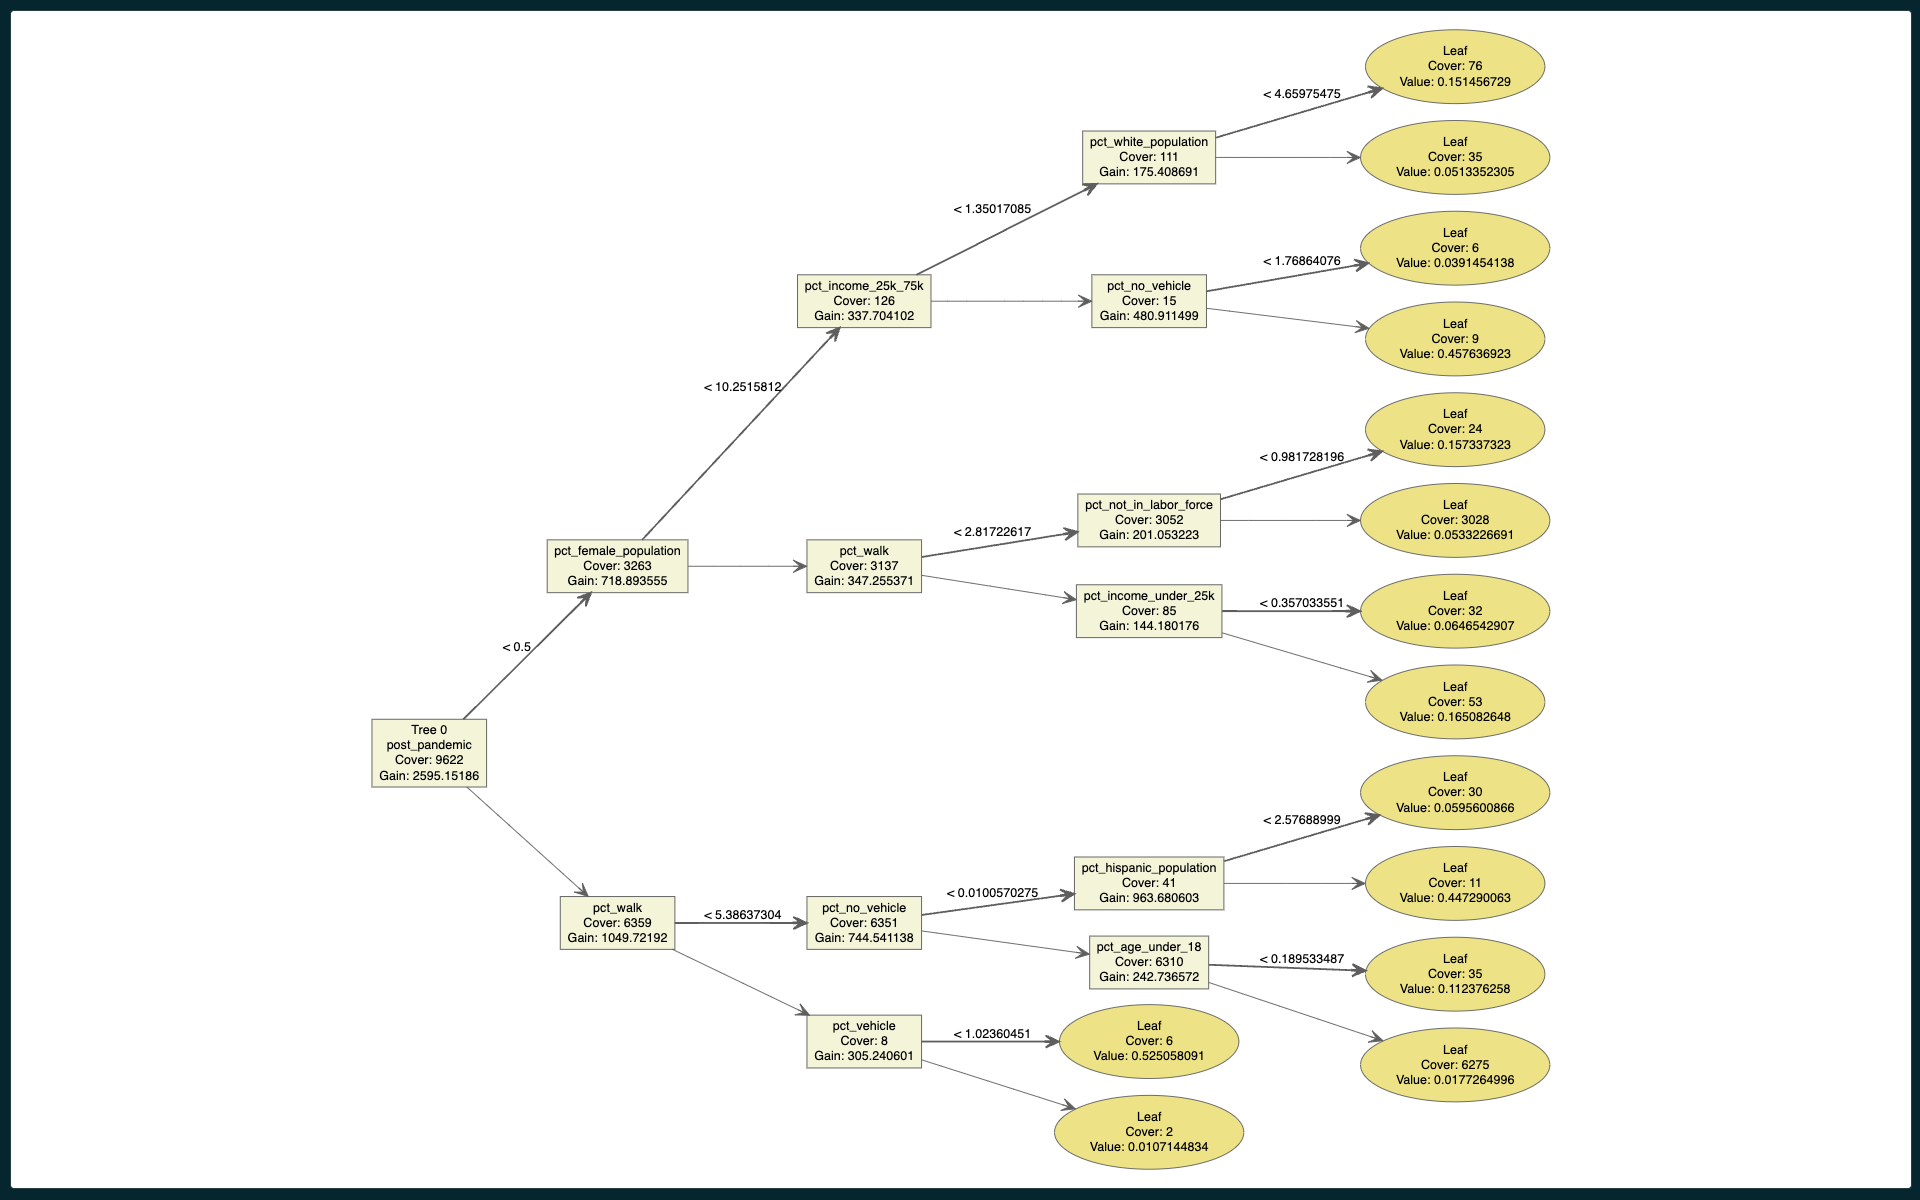 Tree 0
post_pandemic
Cover: 9622
Gain: 2595.15186
< 0.5
pct_female_population
Cover: 3263
Gain: 718.893555
pct_walk
Cover: 6359
Gain: 1049.72192
< 10.2515812
< 5.38637304
pct_income_25k_75k
Cover: 126
Gain: 337.704102
pct_walk
Cover: 3137
Gain: 347.255371
pct_no_vehicle
Cover: 6351
Gain: 744.541138
pct_vehicle
Cover: 8
Gain: 305.240601
< 1.35017085
< 2.81722617
< 0.0100570275
< 1.02360451
pct_white_population
Cover: 111
Gain: 175.408691
pct_no_vehicle
Cover: 15
Gain: 480.911499
pct_not_in_labor_force
Cover: 3052
Gain: 201.053223
pct_income_under_25k
Cover: 85
Gain: 144.180176
pct_hispanic_population
Cover: 41
Gain: 963.680603
pct_age_under_18
Cover: 6310
Gain: 242.736572
Leaf
Cover: 6
Value: 0.525058091
Leaf
Cover: 2
Value: 0.0107144834
< 4.65975475
< 1.76864076
< 0.981728196
< 0.357033551
< 2.57688999
< 0.189533487
Leaf
Cover: 76
Value: 0.151456729
Leaf
Cover: 35
Value: 0.0513352305
Leaf
Cover: 6
Value: 0.0391454138
Leaf
Cover: 9
Value: 0.457636923
Leaf
Cover: 24
Value: 0.157337323
Leaf
Cover: 3028
Value: 0.0533226691
Leaf
Cover: 32
Value: 0.0646542907
Leaf
Cover: 53
Value: 0.165082648
Leaf
Cover: 30
Value: 0.0595600866
Leaf
Cover: 11
Value: 0.447290063
Leaf
Cover: 35
Value: 0.112376258
Leaf
Cover: 6275
Value: 0.0177264996